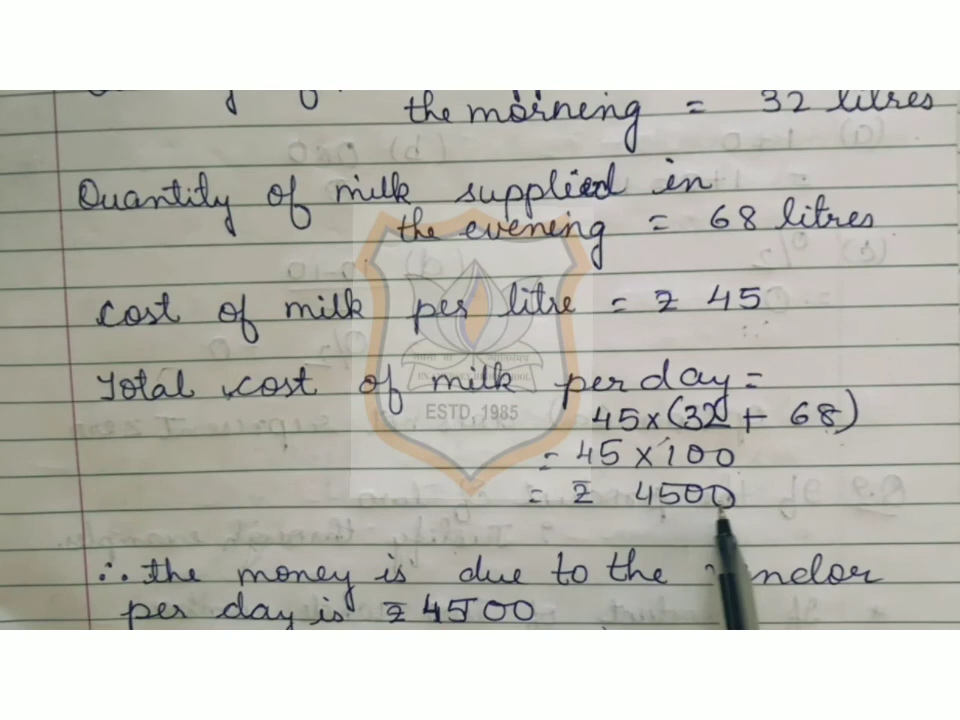 the morning = 32 litres
Quantity of milk supplied in
the evening = 68 litres
Cost of milk per litre = ₹ 45
Total cost of milk per day =
45×(32 + 68)
= 45 × 100
= ₹ 4500
∴ the money is due to the
per day is ₹ 4500
ESTD. 1985